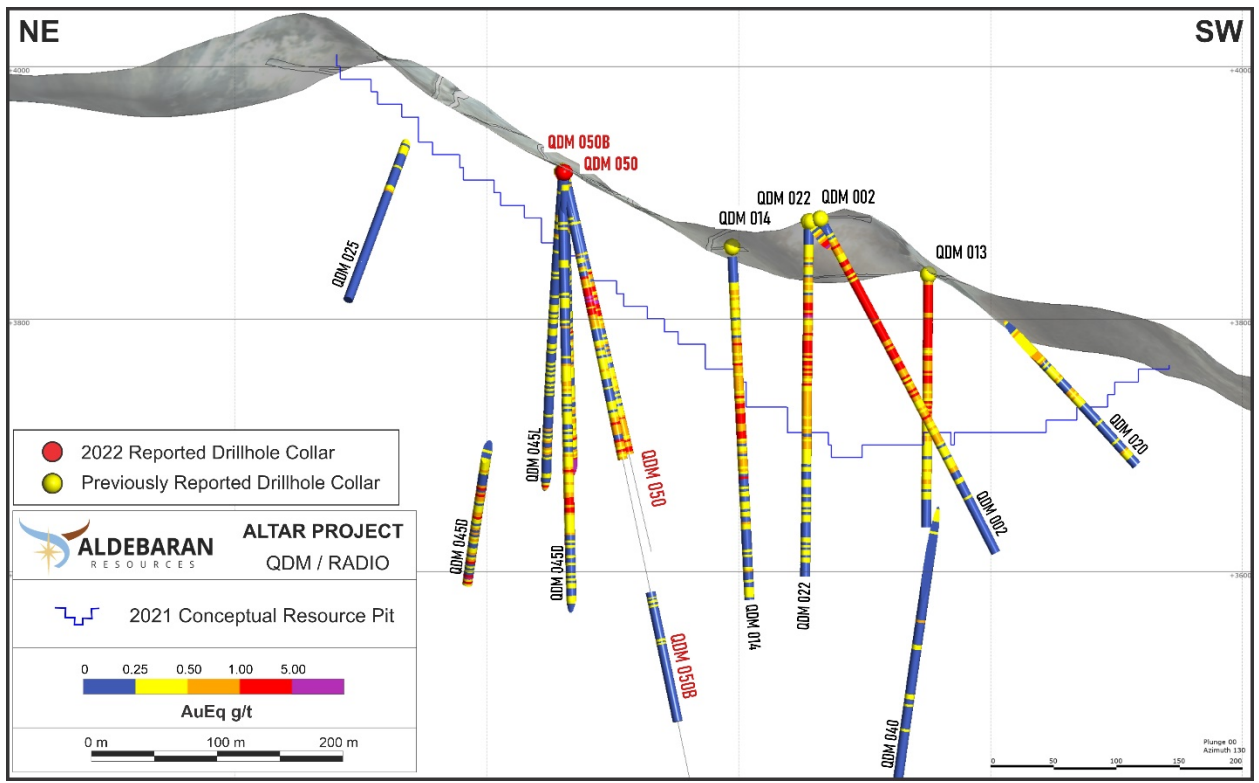 NE
SW
+4000
+4000
QDM 050B
QDM 050
QDM 022
QDM 002
QDM 014
QDM 013
QDM 025
+3800
+3800
QDM 045L
QDM 020
QDM 050
QDM 002
QDM 045D
QDM 045D
QDM 022
QDM 014
QDM 050B
QDM 040
+3600
+3600
2022 Reported Drillhole Collar
Previously Reported Drillhole Collar
ALDEBARAN
RESOURCES
ALTAR PROJECT
QDM / RADIO
2021 Conceptual Resource Pit
0 0.25 0.50 1.00 5.00
AuEq g/t
0 m 100 m 200 m
Plunge 00
Azimuth 130
0 50 100 150 200